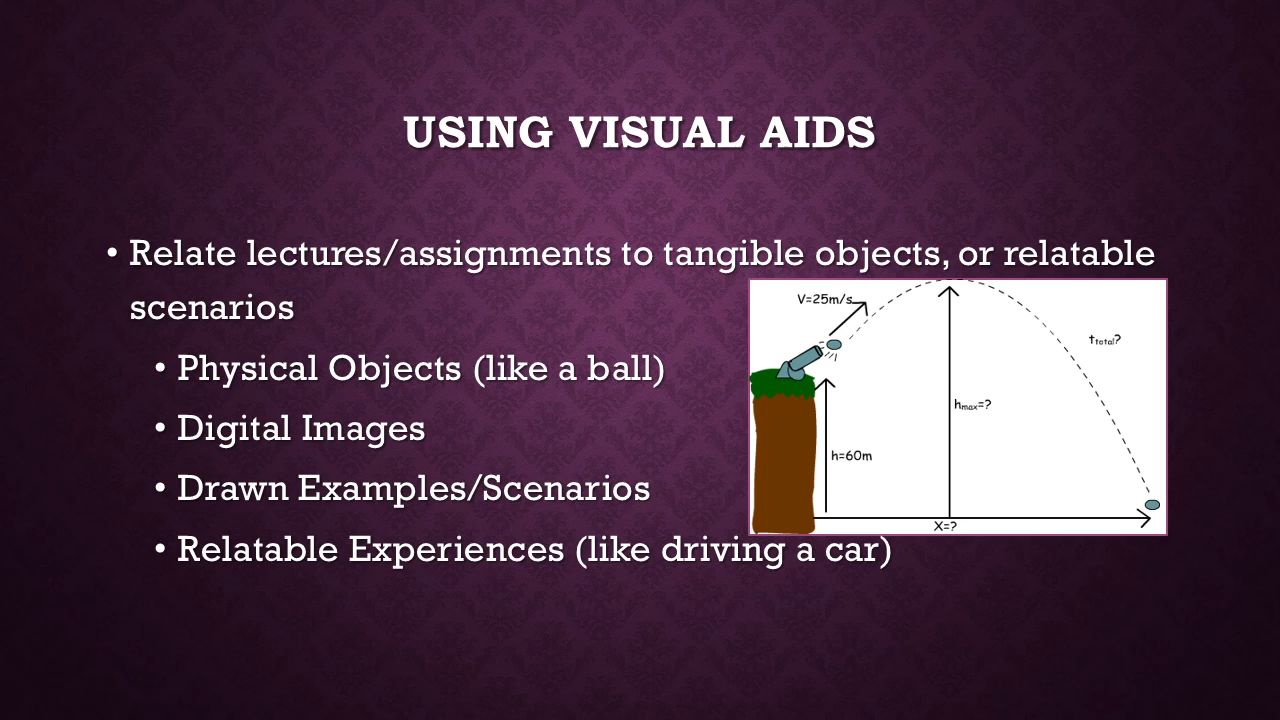 USING VISUAL AIDS
• Relate lectures/assignments to tangible objects, or relatable
scenarios
• Physical Objects (like a ball)
• Digital Images
• Drawn Examples/Scenarios
• Relatable Experiences (like driving a car)
V=25m/s
ttotal?
hmax=?
h=60m
X=?